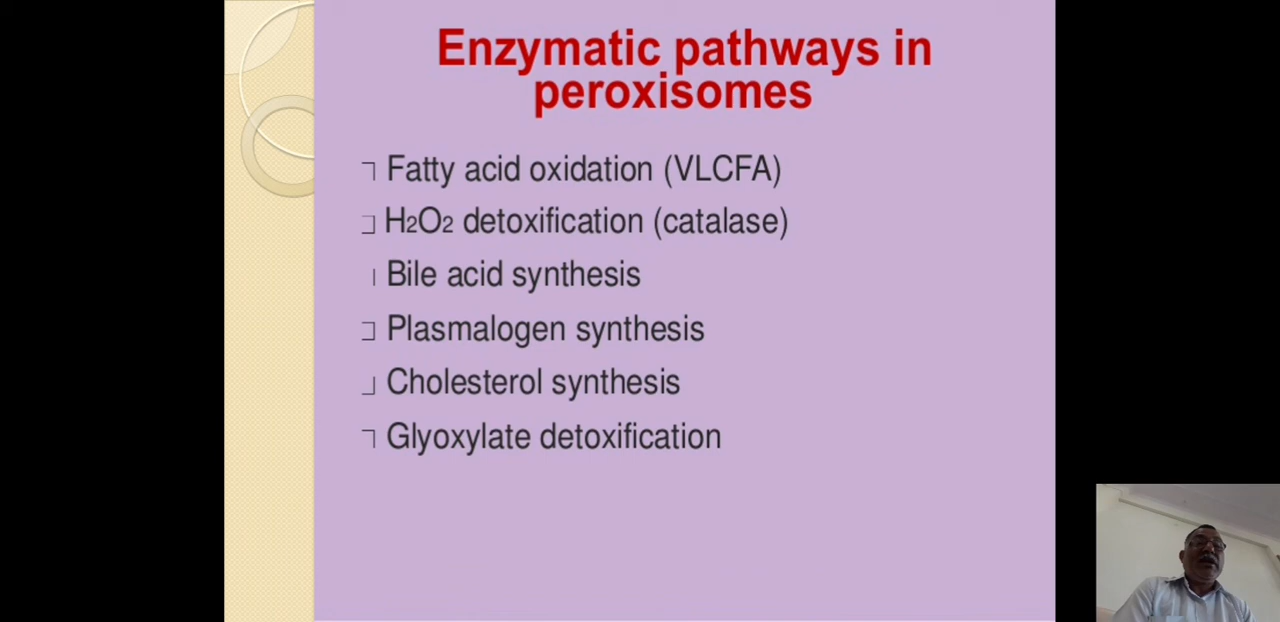 Enzymatic pathways in
peroxisomes
Fatty acid oxidation (VLCFA)
H2O2 detoxification (catalase)
Bile acid synthesis
Plasmalogen synthesis
Cholesterol synthesis
Glyoxylate detoxification